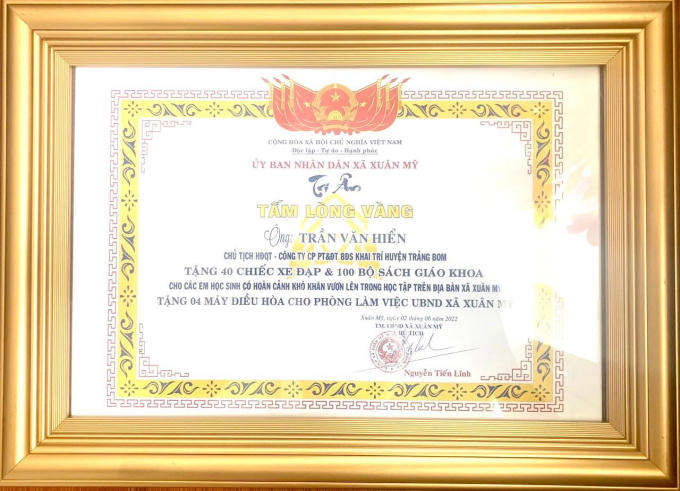 CỘNG HÒA XÃ HỘI CHỦ NGHĨA VIỆT NAM
Độc lập - Tự do - Hạnh phúc
ỦY BAN NHÂN DÂN XÃ XUÂN MỸ
Tri Ân
TẤM LÒNG VÀNG
Ông: TRẦN VĂN HIỂN
CHỦ TỊCH HĐQT - CÔNG TY CP PT&ĐT BĐS KHAI TRÍ HUYỆN TRẢNG BOM
TẶNG 40 CHIẾC XE ĐẠP & 100 BỘ SÁCH GIÁO KHOA
CHO CÁC EM HỌC SINH CÓ HOÀN CẢNH KHÓ KHĂN VƯƠN LÊN TRONG HỌC TẬP TRÊN ĐỊA BÀN XÃ XUÂN MỸ
TẶNG 04 MÁY ĐIỀU HÒA CHO PHÒNG LÀM VIỆC UBND XÃ XUÂN MỸ
Xuân Mỹ, ngày 02 tháng 06 năm 2022
TM. UBND XÃ XUÂN MỸ
CHỦ TỊCH
Nguyễn Tiến Linh